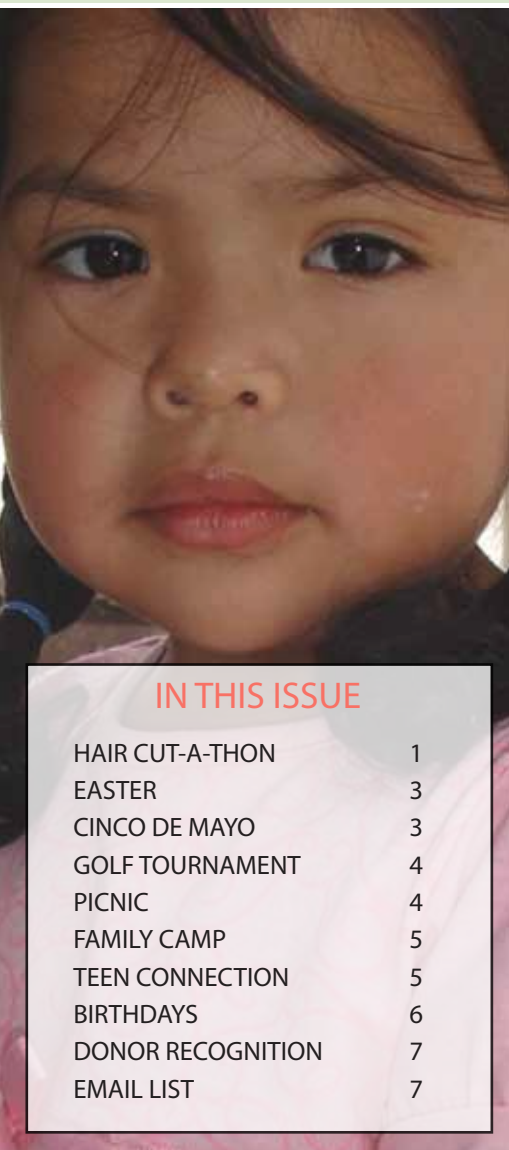 IN THIS ISSUE
HAIR CUT-A-THON 1
EASTER 3
CINCO DE MAYO 3
GOLF TOURNAMENT 4
PICNIC 4
FAMILY CAMP 5
TEEN CONNECTION 5
BIRTHDAYS 6
DONOR RECOGNITION 7
EMAIL LIST 7